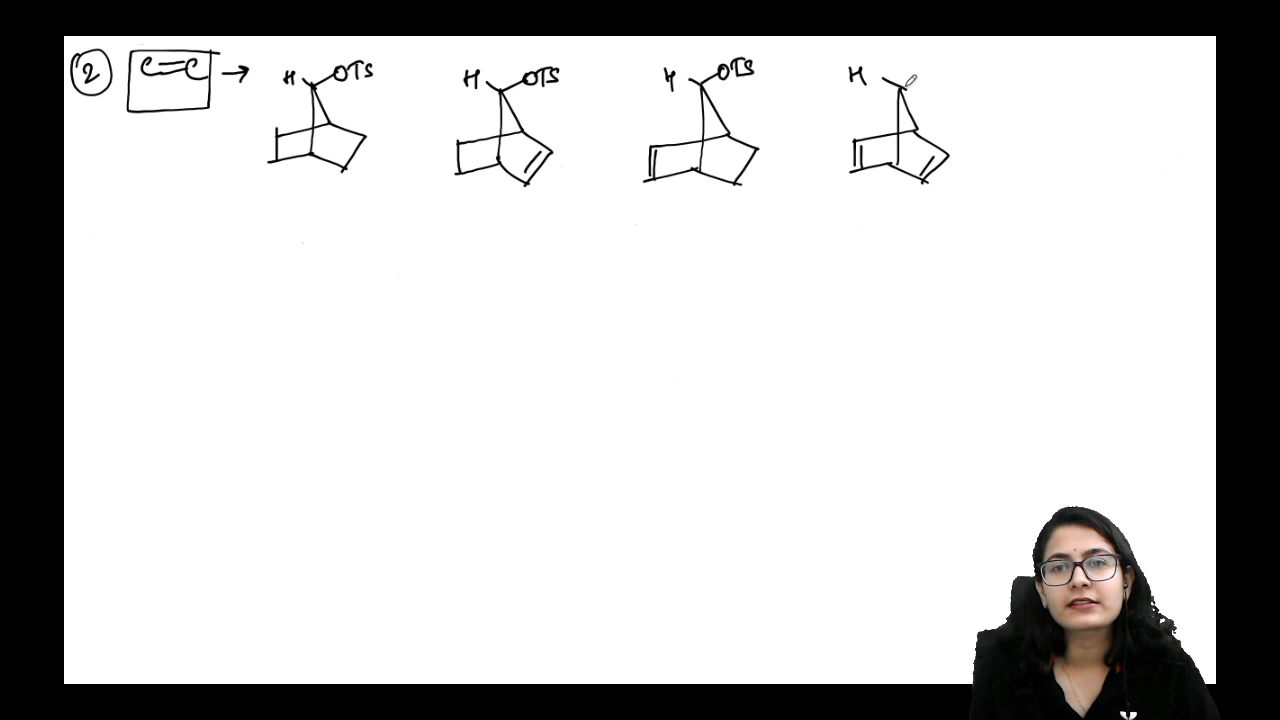 2 C=C → H OTS H OTS H OTS H